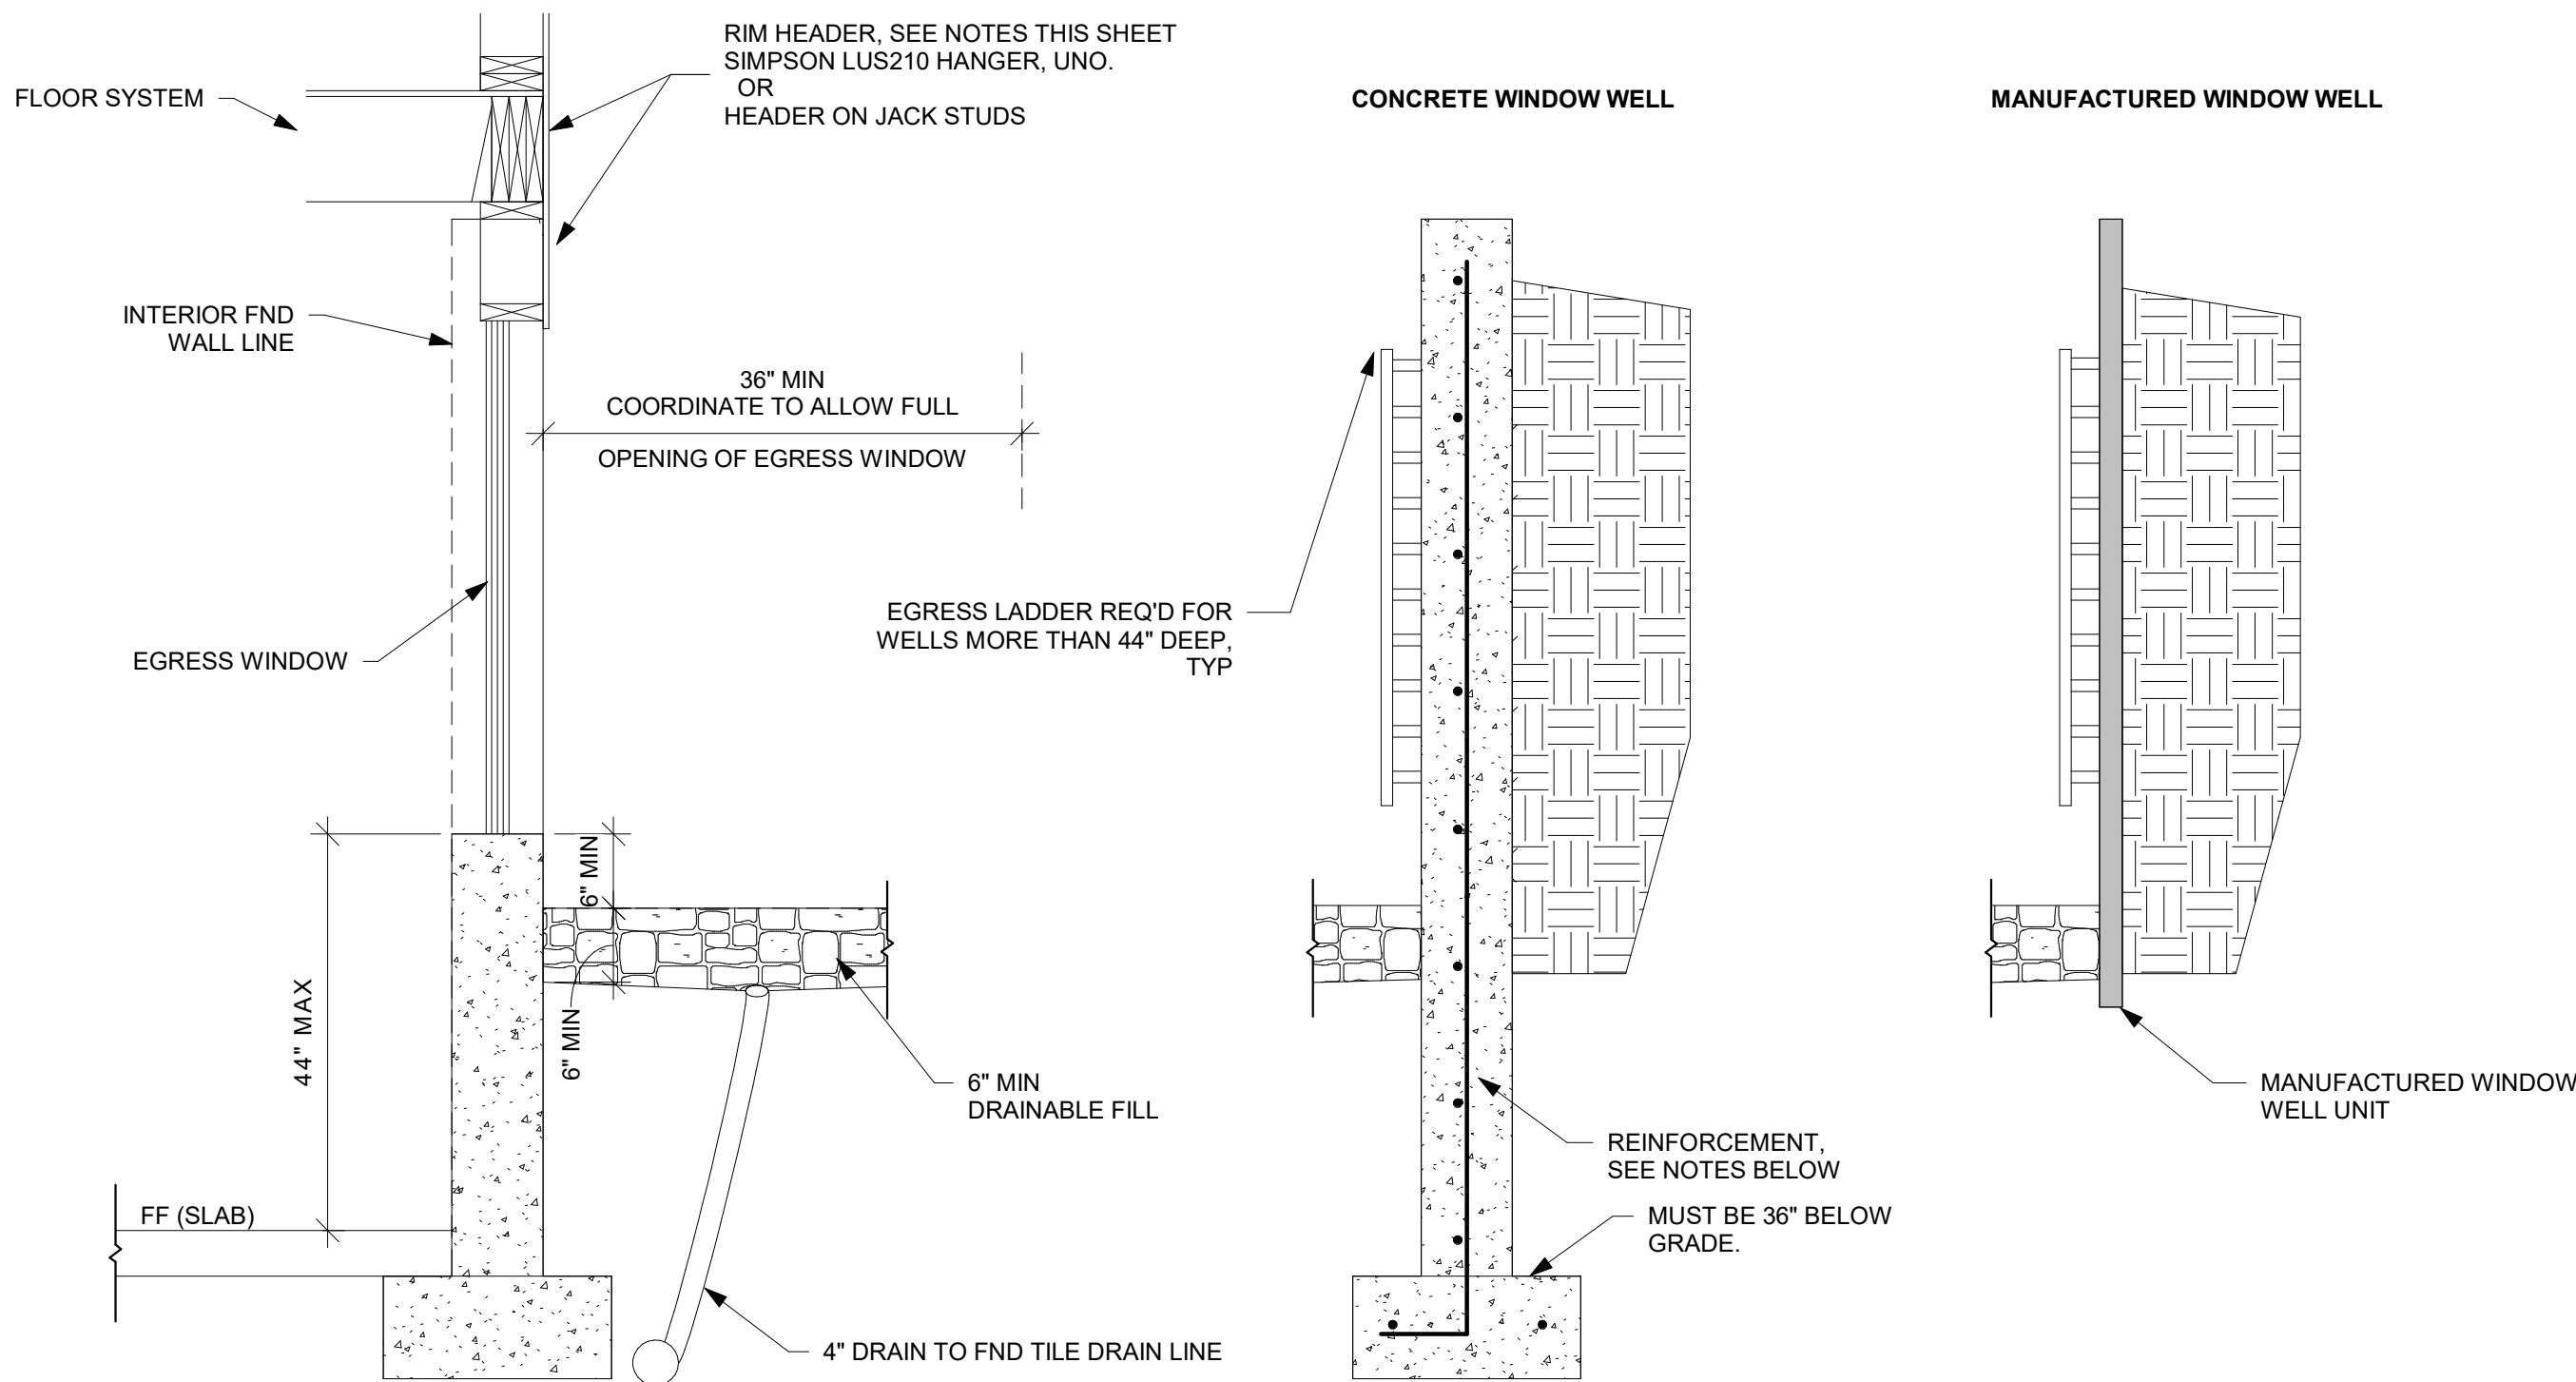 RIM HEADER, SEE NOTES THIS SHEET
SIMPSON LUS210 HANGER, UNO.
OR
HEADER ON JACK STUDS
FLOOR SYSTEM
CONCRETE WINDOW WELL
MANUFACTURED WINDOW WELL
INTERIOR FND
WALL LINE
36" MIN
COORDINATE TO ALLOW FULL
OPENING OF EGRESS WINDOW
EGRESS LADDER REQ'D FOR
WELLS MORE THAN 44" DEEP,
TYP
EGRESS WINDOW
6" MIN
44" MAX
6" MIN
6" MIN
DRAINABLE FILL
MANUFACTURED WINDOW
WELL UNIT
REINFORCEMENT,
SEE NOTES BELOW
FF (SLAB)
MUST BE 36" BELOW
GRADE.
4" DRAIN TO FND TILE DRAIN LINE